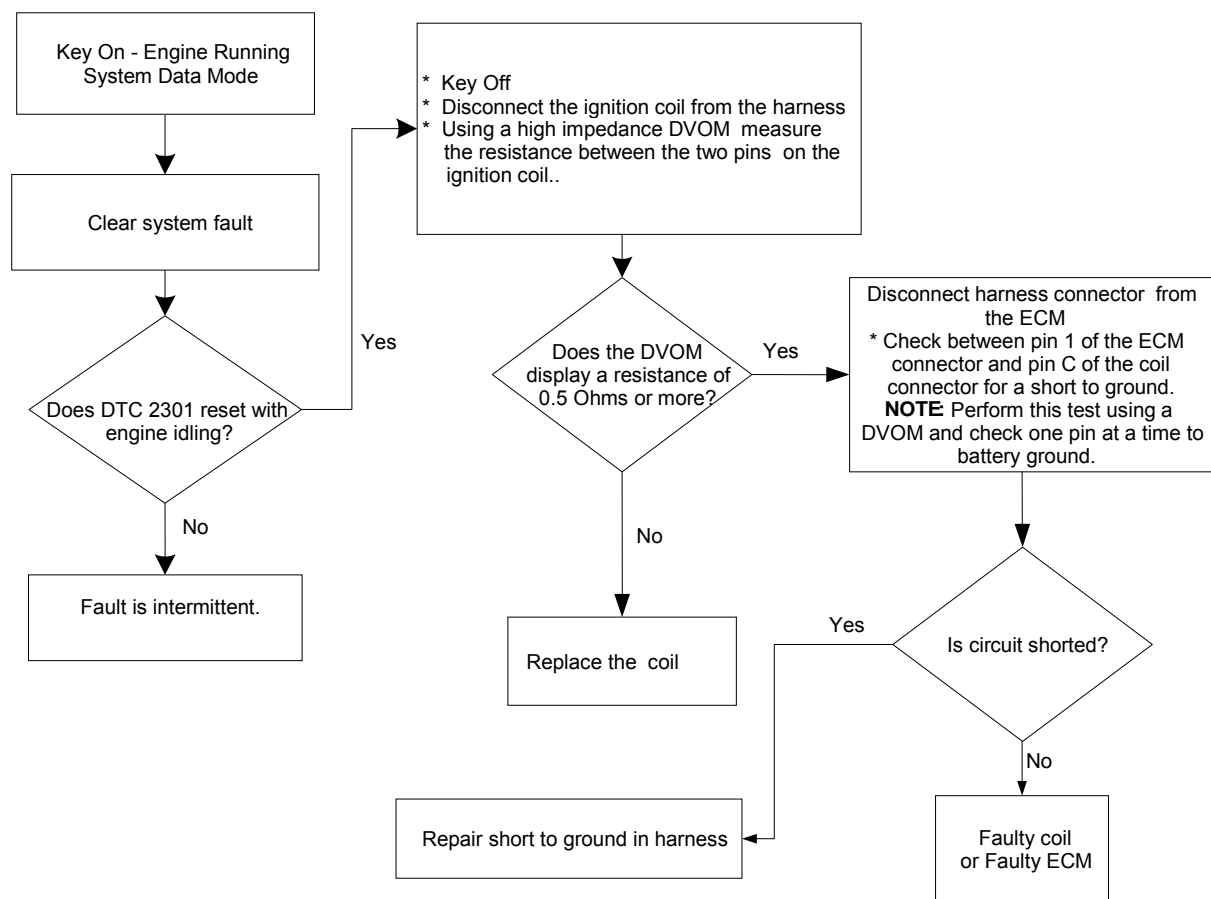 Key On - Engine Running
System Data Mode
Clear system fault
Does DTC 2301 reset with
engine idling?
Yes
No
Fault is intermittent.
* Key Off
* Disconnect the ignition coil from the harness
* Using a high impedance DVOM measure
the resistance between the two pins on the
ignition coil..
Does the DVOM
display a resistance of
0.5 Ohms or more?
Yes
No
Replace the coil
Disconnect harness connector from
the ECM
* Check between pin 1 of the ECM
connector and pin C of the coil
connector for a short to ground.
NOTE: Perform this test using a
DVOM and check one pin at a time to
battery ground.
Is circuit shorted?
Yes
No
Repair short to ground in harness
Faulty coil
or Faulty ECM